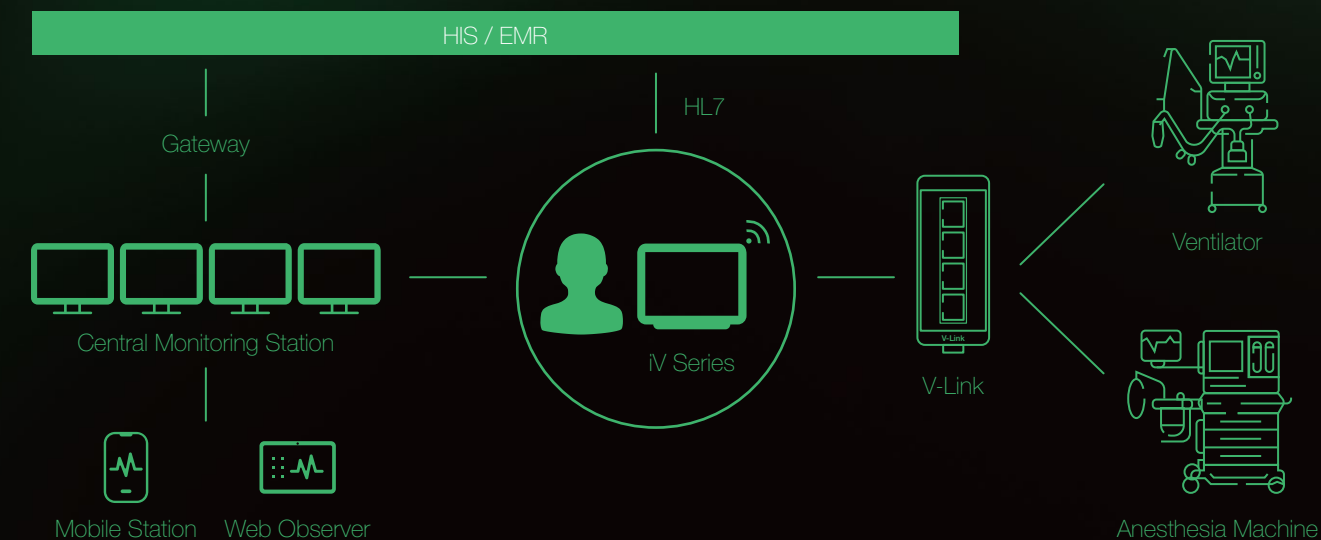 HIS / EMR
HL7
Gateway
Ventilator
Central Monitoring Station
iV Series
V-Link
V-Link
Mobile Station
Web Observer
Anesthesia Machine